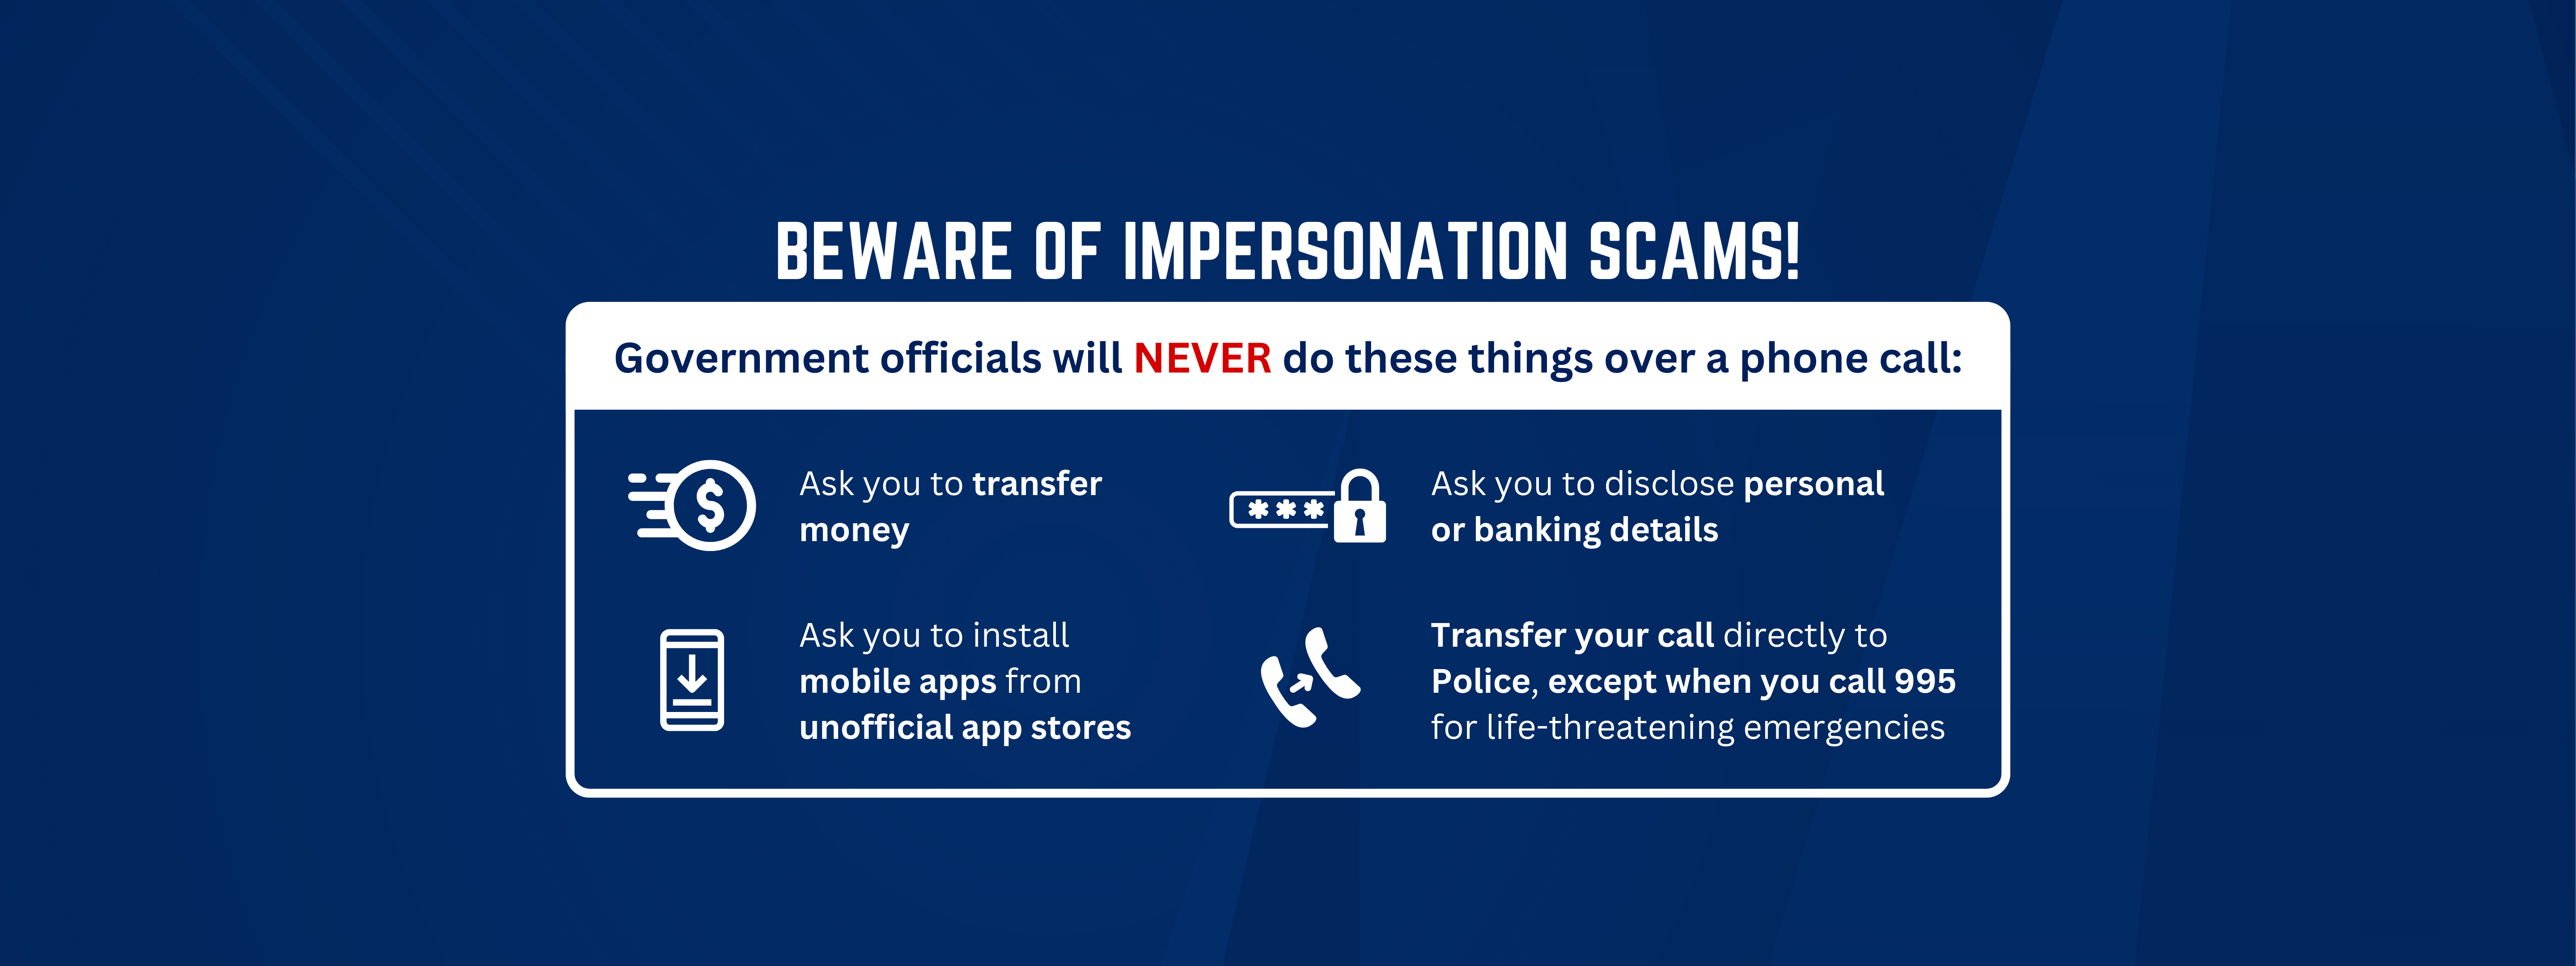 BEWARE OF IMPERSONATION SCAMS!
Government officials will NEVER do these things over a phone call:
Ask you to transfer
money
Ask you to disclose personal
or banking details
Ask you to install
mobile apps from
unofficial app stores
Transfer your call directly to
Police, except when you call 995
for life-threatening emergencies